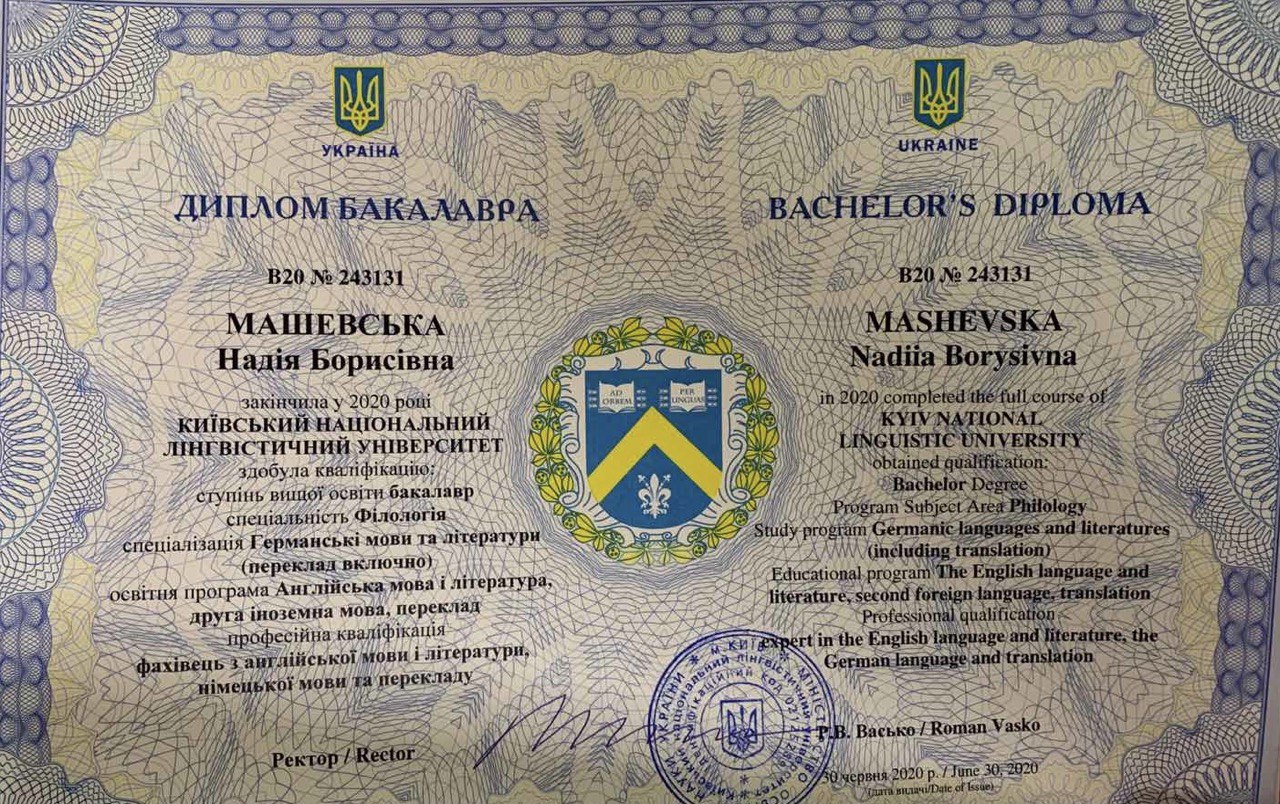 УКРАЇНА
ДИПЛОМ БАКАЛАВРА
B20 № 243131
МАШЕВСЬКА
Надія Борисівна
закінчила у 2020 році
КИЇВСЬКИЙ НАЦІОНАЛЬНИЙ
ЛІНГВІСТИЧНИЙ УНІВЕРСИТЕТ
здобула кваліфікацію:
ступінь вищої освіти бакалавр
спеціальність Філологія
спеціалізація Германські мови та літератури
(переклад включно)
освітня програма Англійська мова і література,
друга іноземна мова, переклад
професійна кваліфікація
фахівець з англійської мови і літератури,
німецької мови та перекладу
Ректор / Rector
AD
ORBEM
PER
LINGUAS
UKRAINE
BACHELOR'S DIPLOMA
B20 № 243131
MASHEVSKA
Nadiia Borysivna
in 2020 completed the full course of
KYIV NATIONAL
LINGUISTIC UNIVERSITY
obtained qualification:
Bachelor Degree
Program Subject Area Philology
Study program Germanic languages and literatures
(including translation)
Educational program The English language and
literature, second foreign language, translation
Professional qualification
expert in the English language and literature, the
German language and translation
Р.В. Васько / Roman Vasko
30 червня 2020 р. / June 30, 2020
(дата видачі/Date of Issue)